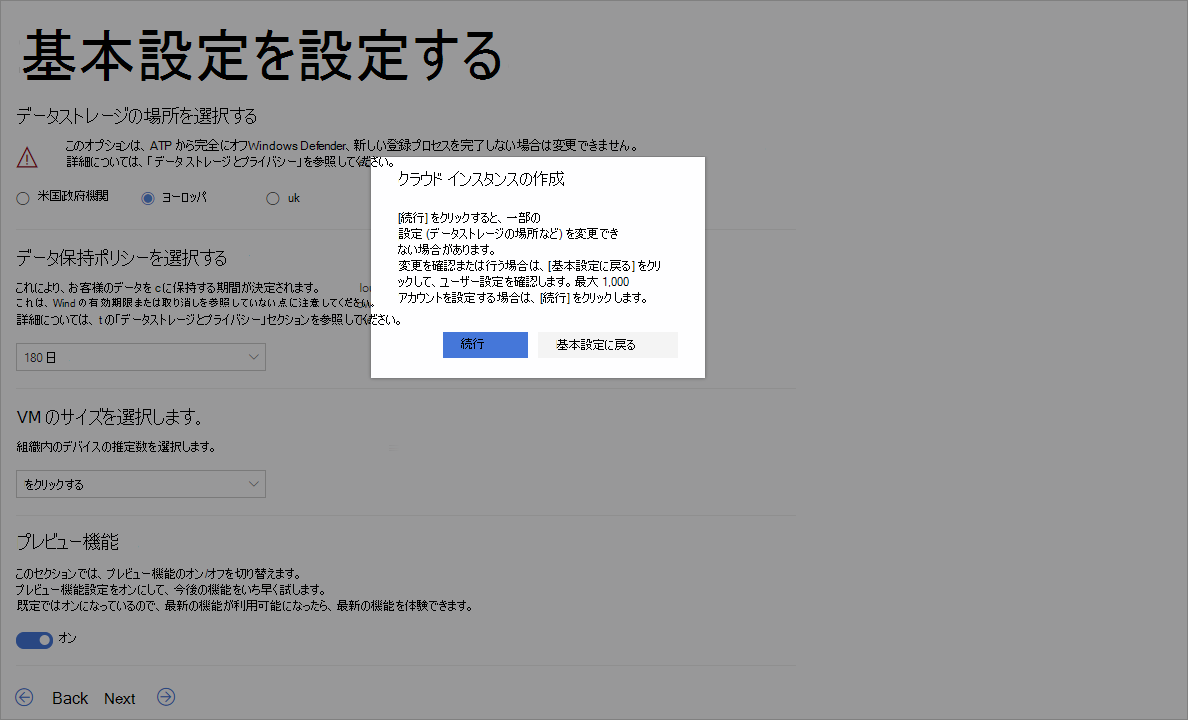 基本設定を設定する
データストレージの場所を選択する
このオプションは、ATP から完全にオフWindows Defender、新しい登録プロセスを完了しない場合は変更できません。
詳細については、「データストレージとプライバシー」を参照してください。
米国政府機関
ヨーロッパ
uk
クラウド インスタンスの作成
[続行] をクリックすると、一部の
設定 (データストレージの場所など) を変更でき
ない場合があります。
変更を確認または行う場合は、[基本設定に戻る] をクリ
ックして、ユーザー設定を確認します。最大 1,000
アカウントを設定する場合は、[続行] をクリックします。
続行
基本設定に戻る
データ保持ポリシーを選択する
これにより、お客様のデータを cに保持する期間が決定されます。
これは、Wind の有効期限または取り消しを参照していない点に注意してください。
詳細については、t の「データストレージとプライバシー」セクションを参照してください。
180 日
VM のサイズを選択します。
組織内のデバイスの推定数を選択します。
をクリックする
プレビュー機能
このセクションでは、プレビュー機能のオン/オフを切り替えます。
プレビュー機能設定をオンにして、今後の機能をいち早く試します。
既定ではオンになっているので、最新の機能が利用可能になったら、最新の機能を体験できます。
オン
Back
Next